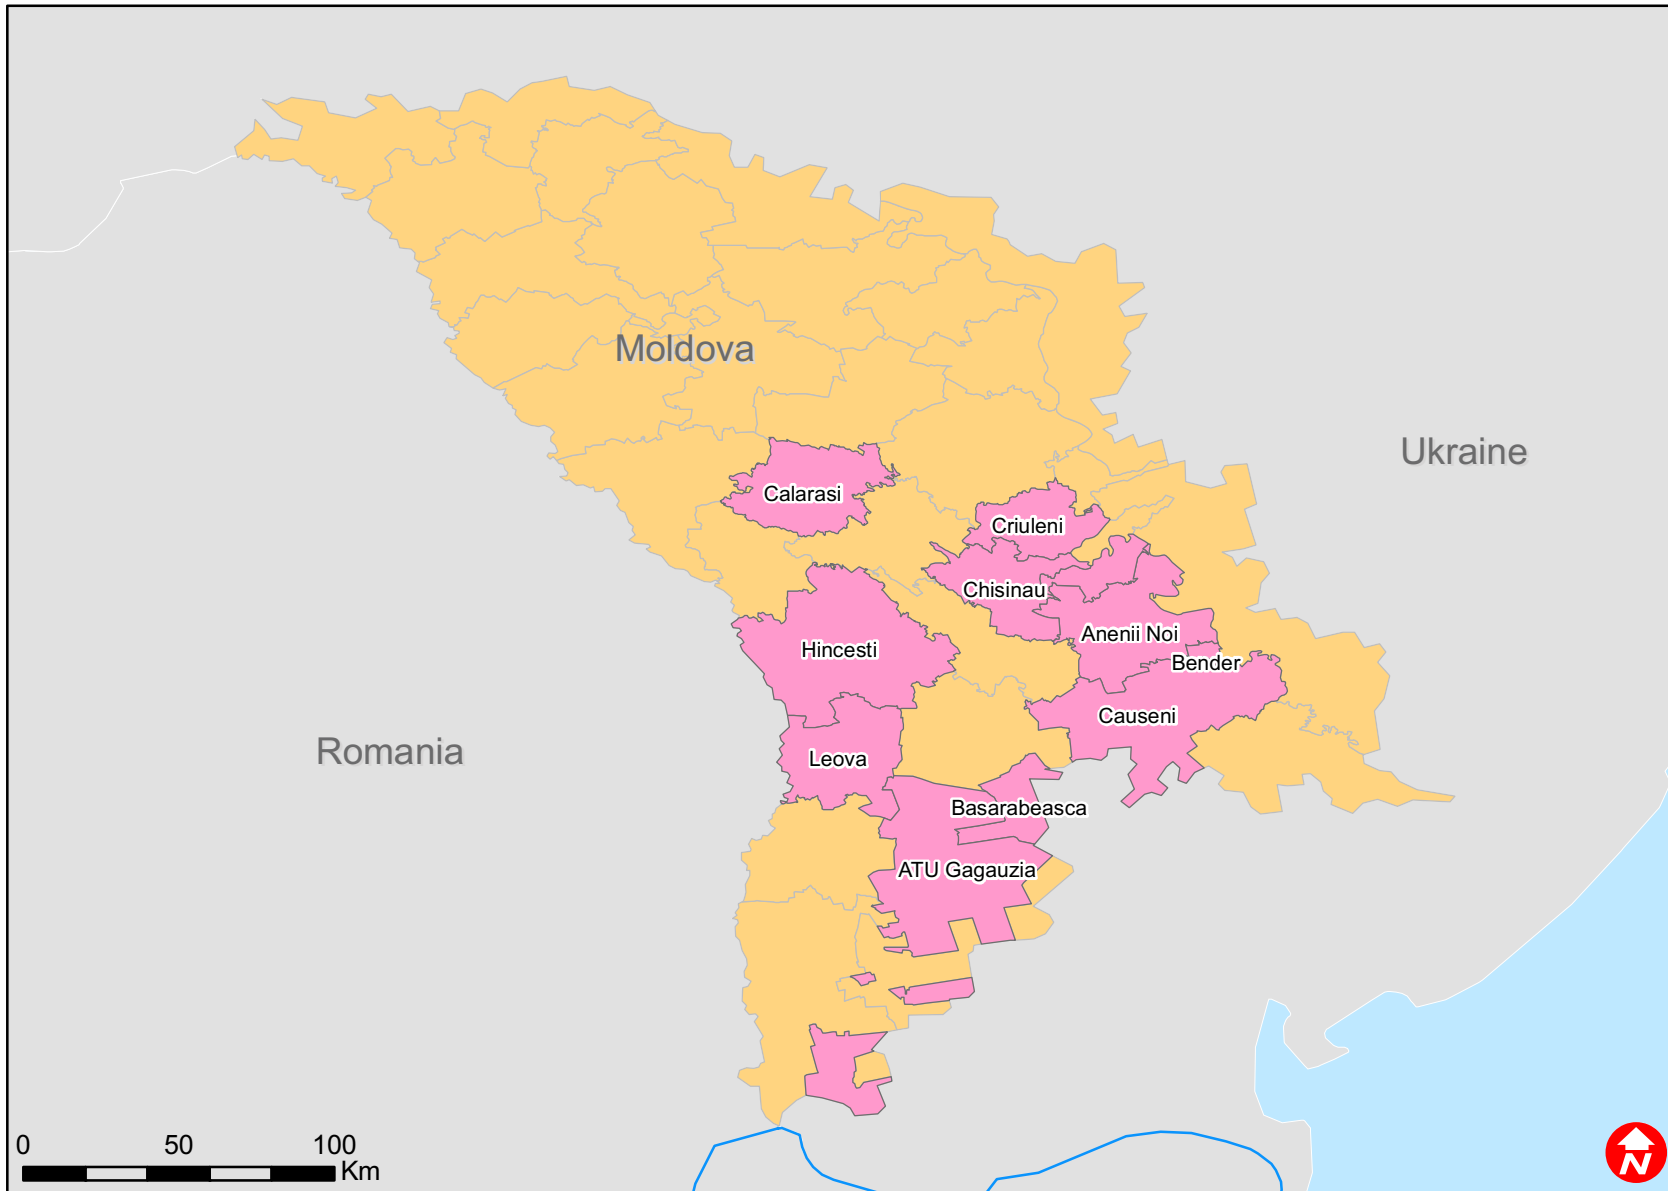 Moldova
Ukraine
Calarasi
Criuleni
Chisinau
Anenii Noi
Hincesti
Bender
Causeni
Romania
Leova
Basarabeasca
ATU Gagauzia
0 50 100
Km
N